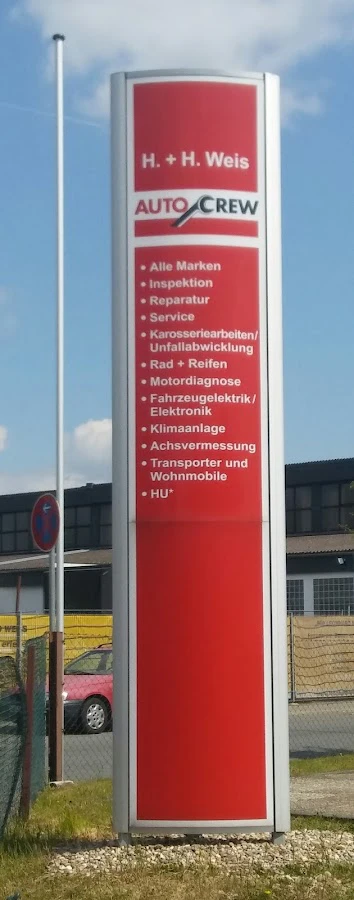 H. + H. Weis
AUTO CREW
• Alle Marken
• Inspektion
• Reparatur
• Service
• Karosseriearbeiten/
Unfallabwicklung
• Rad + Reifen
• Motordiagnose
• Fahrzeugelektrik/
Elektronik
• Klimaanlage
• Achsvermessung
• Transporter und
Wohnmobile
• HU*